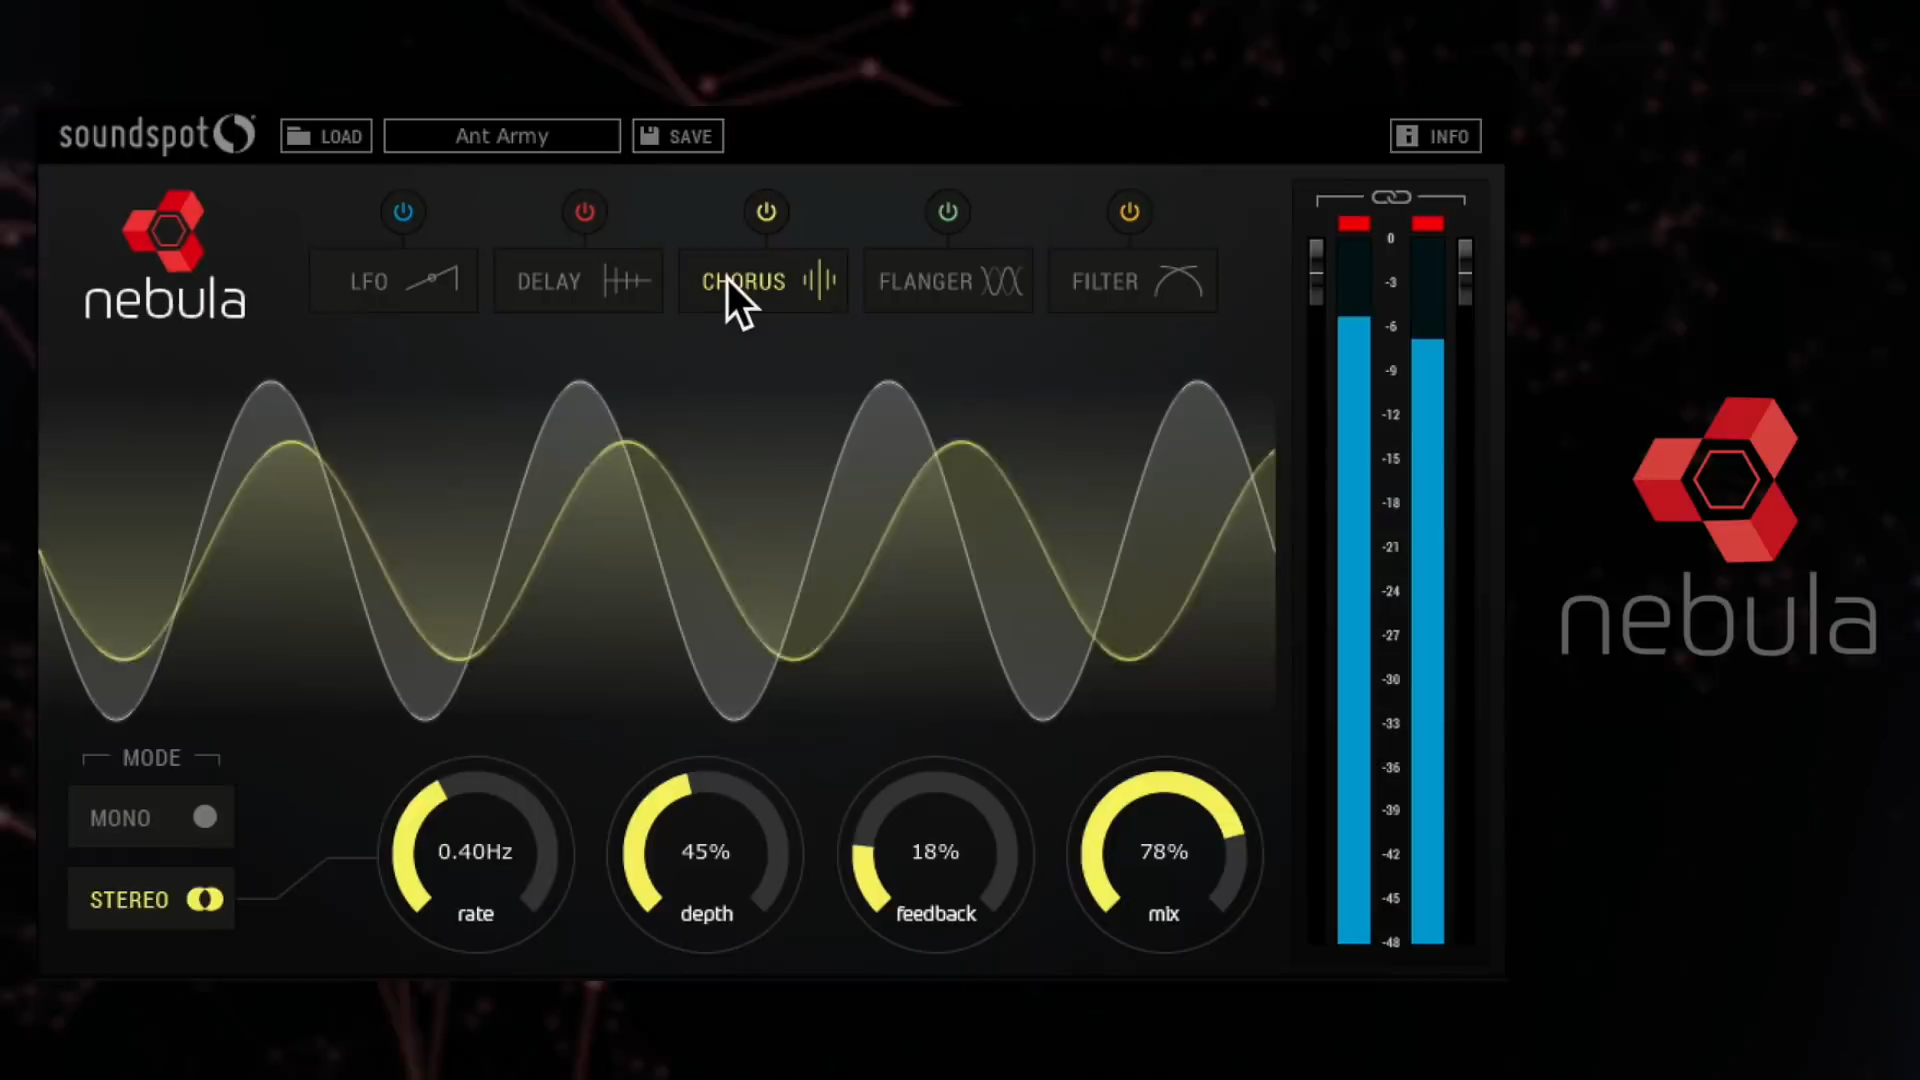 soundspot
LOAD
Ant Army
SAVE
INFO
nebula
LFO
DELAY
CHORUS
FLANGER
FILTER
0
-3
-6
-9
-12
-15
-18
-21
-24
-27
-30
-33
-36
-39
-42
-45
-48
MODE
MONO
STEREO
0.40Hz
rate
45%
depth
18%
feedback
78%
mix
nebula